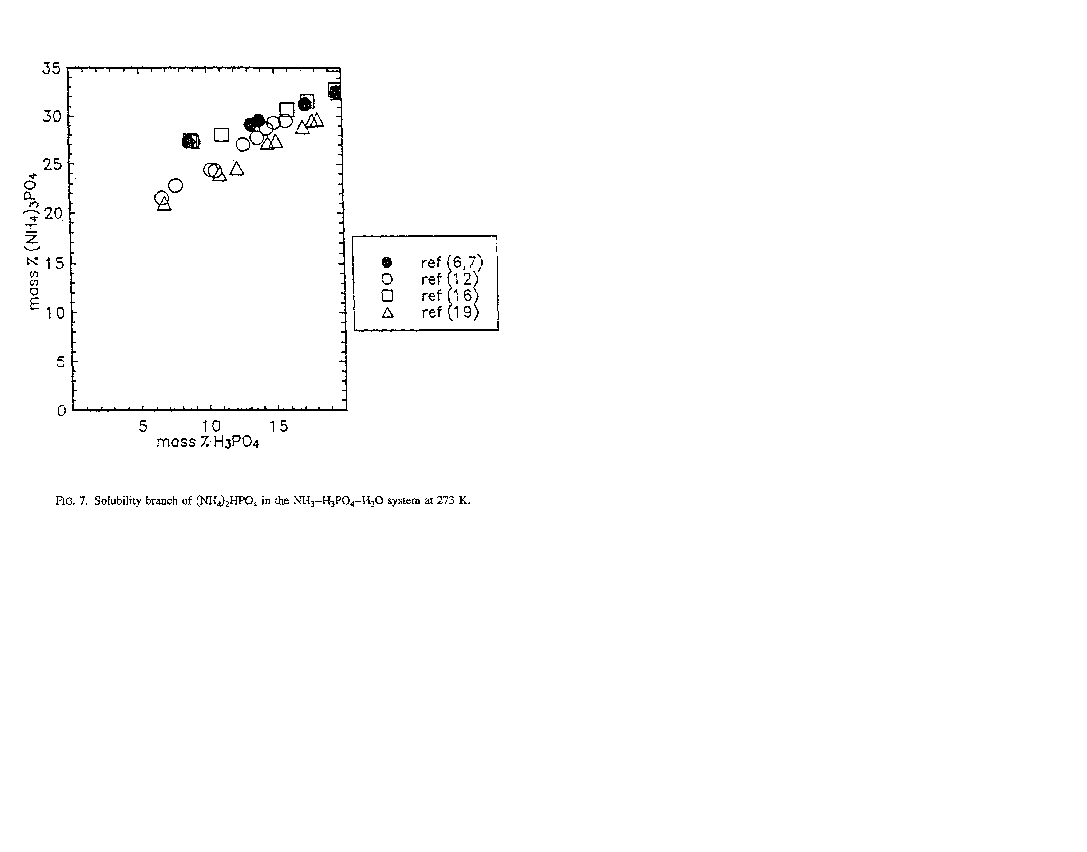 35
30
25
20
15
10
5
0
mass % (NH4)3PO4
5 10 15
mass % H3PO4
ref (6,7)
ref (12)
ref (16)
ref (19)
FIG. 7. Solubility branch of (NH4)2HPO4 in the NH3–H3PO4–H2O system at 273 K.